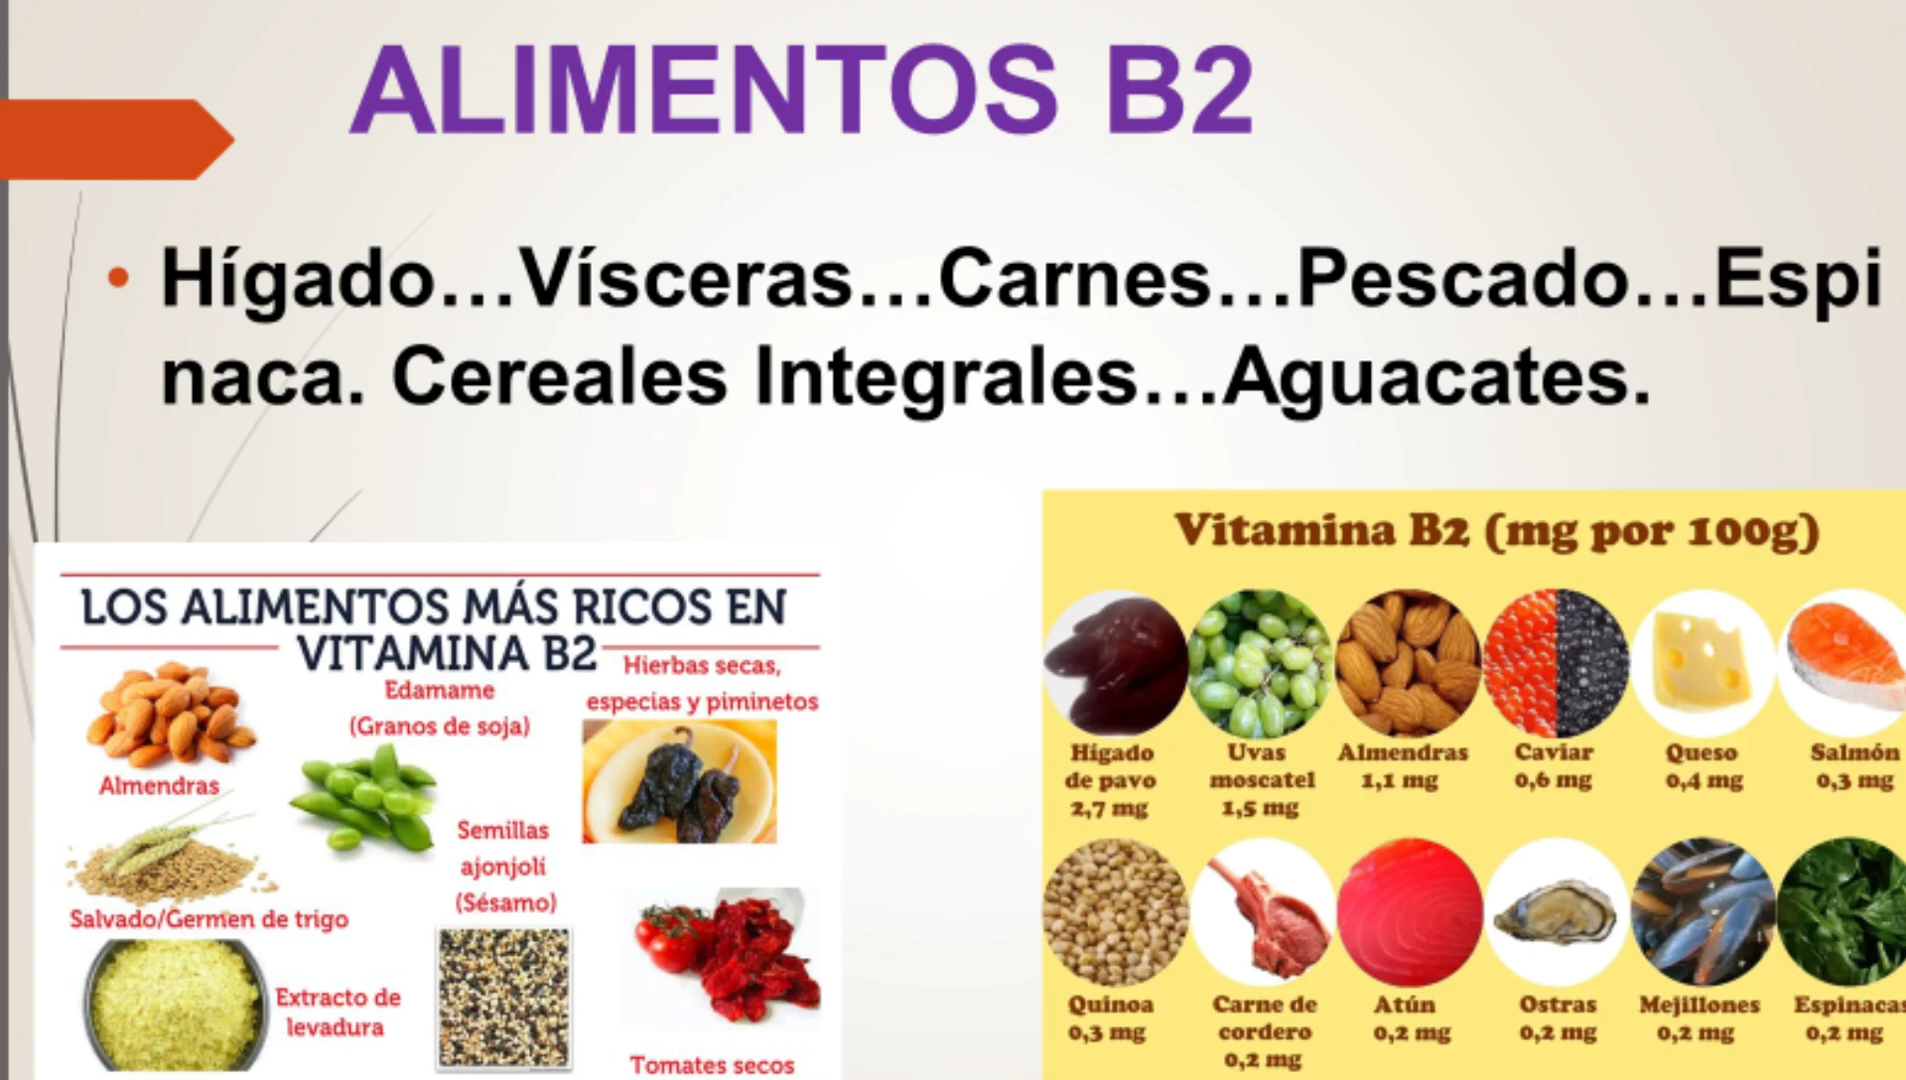 ALIMENTOS B2
• Hígado...Vísceras...Carnes...Pescado...Espi
naca. Cereales Integrales...Aguacates.
LOS ALIMENTOS MÁS RICOS EN
VITAMINA B2
Almendras
Edamame
(Granos de soja)
Hierbas secas,
especias y piminetos
Salvado/Germen de trigo
Semillas
ajonjolí
(Sésamo)
Extracto de
levadura
Tomates secos
Vitamina B2 (mg por 100g)
Hígado
de pavo
2,7 mg
Uvas
moscatel
1,5 mg
Almendras
1,1 mg
Caviar
0,6 mg
Queso
0,4 mg
Salmón
0,3 mg
Quinoa
0,3 mg
Carne de
cordero
0,2 mg
Atún
0,2 mg
Ostras
0,2 mg
Mejillones
0,2 mg
Espinacas
0,2 mg